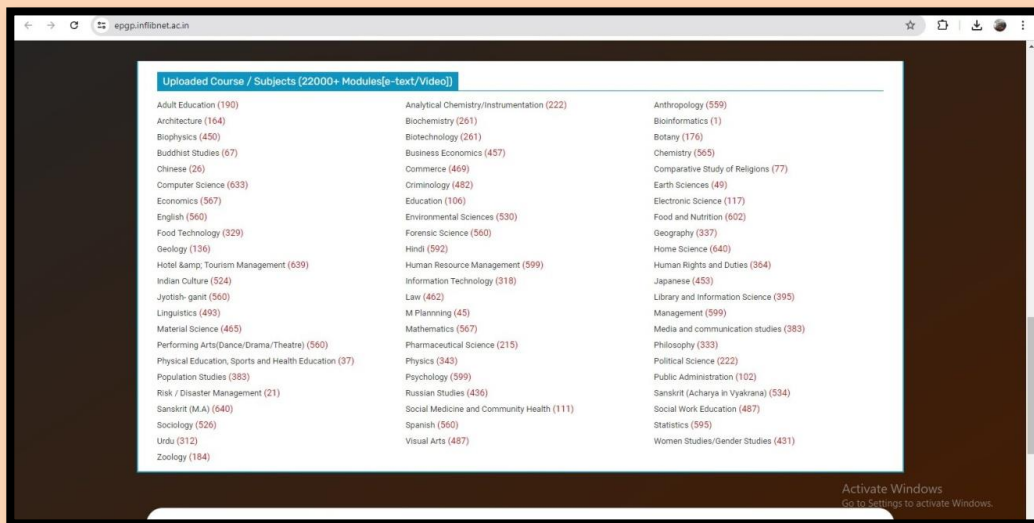 epgp.inflibnet.ac.in
Uploaded Course / Subjects (22000+ Modules[e-text/Video])
Adult Education (190) Analytical Chemistry/Instrumentation (222) Anthropology (559)
Architecture (164) Biochemistry (261) Bioinformatics (1)
Biophysics (450) Biotechnology (261) Botany (176)
Buddhist Studies (67) Business Economics (457) Chemistry (565)
Chinese (26) Commerce (469) Comparative Study of Religions (77)
Computer Science (633) Criminology (482) Earth Sciences (49)
Economics (567) Education (106) Electronic Science (117)
English (560) Environmental Sciences (530) Food and Nutrition (602)
Food Technology (329) Forensic Science (560) Geography (337)
Geology (136) Hindi (592) Home Science (640)
Hotel &amp; Tourism Management (639) Human Resource Management (599) Human Rights and Duties (364)
Indian Culture (524) Information Technology (318) Japanese (453)
Jyotish- ganit (560) Law (462) Library and Information Science (395)
Linguistics (493) M Plannning (45) Management (599)
Material Science (465) Mathematics (567) Media and communication studies (383)
Performing Arts(Dance/Drama/Theatre) (560) Pharmaceutical Science (215) Philosophy (333)
Physical Education, Sports and Health Education (37) Physics (343) Political Science (222)
Population Studies (383) Psychology (599) Public Administration (102)
Risk / Disaster Management (21) Russian Studies (436) Sanskrit (Acharya in Vyakrana) (534)
Sanskrit (M.A) (640) Social Medicine and Community Health (111) Social Work Education (487)
Sociology (526) Spanish (560) Statistics (595)
Urdu (312) Visual Arts (487) Women Studies/Gender Studies (431)
Zoology (184)
Activate Windows
Go to Settings to activate Windows.